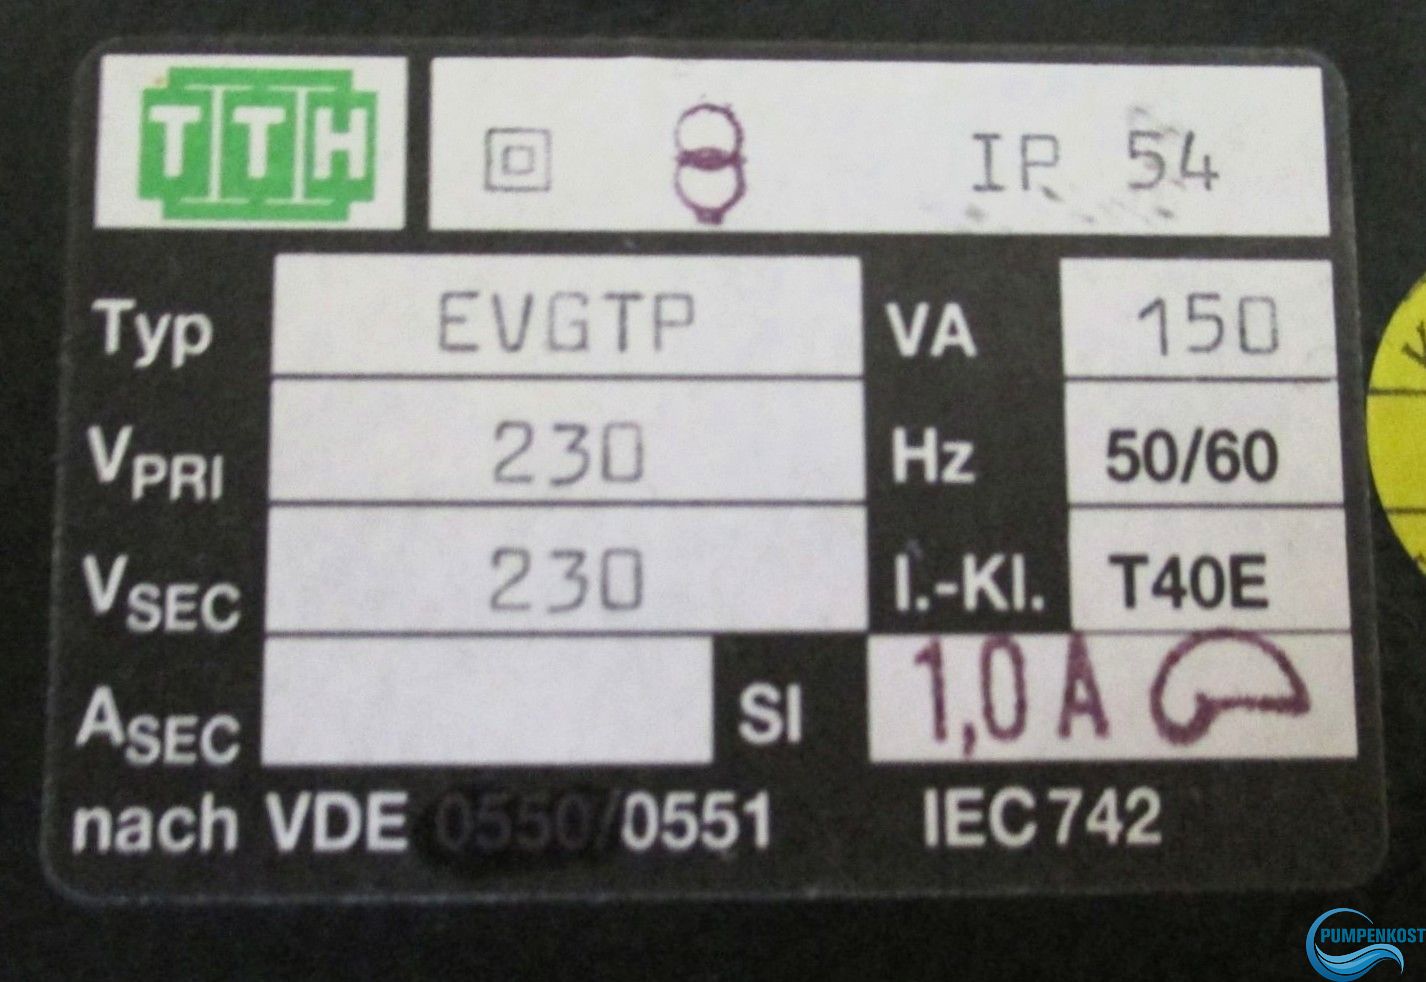 TTH
IP 54
Typ EVGTP VA 150
VPRI 230 Hz 50/60
VSEC 230 I.-Kl. T40E
ASEC SI 1,0 A
nach VDE 0550/0551 IEC 742
PUMPENKOST